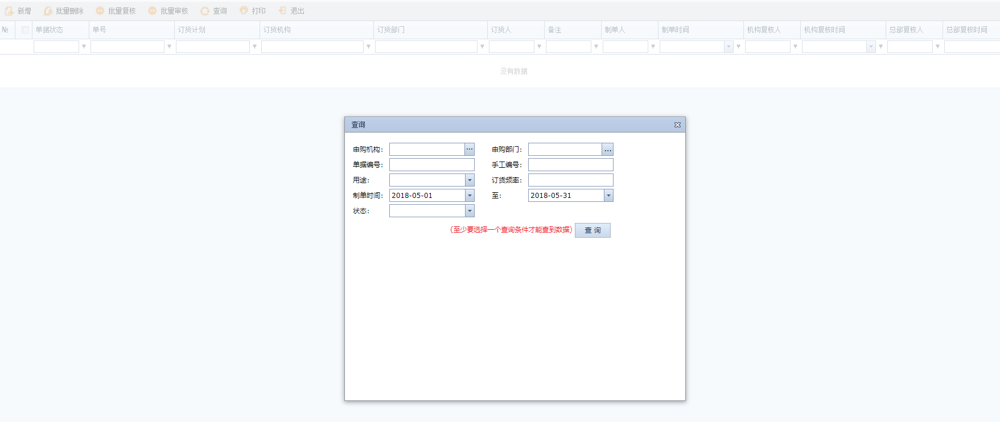 新增 批量删除 批量复核 批量审核 查询 打印 退出
№ 单据状态 单号 订货计划 订货机构 订货部门 订货人 备注 制单人 制单时间 机构复核人 机构复核时间 总部复核人 总部复核时间
没有数据
查询
申购机构: ... 申购部门: ...
单据编号: 手工编号:
用途: 订货频率:
制单时间: 2018-05-01 至: 2018-05-31
状态:
(至少要选择一个查询条件才能查到数据) 查 询